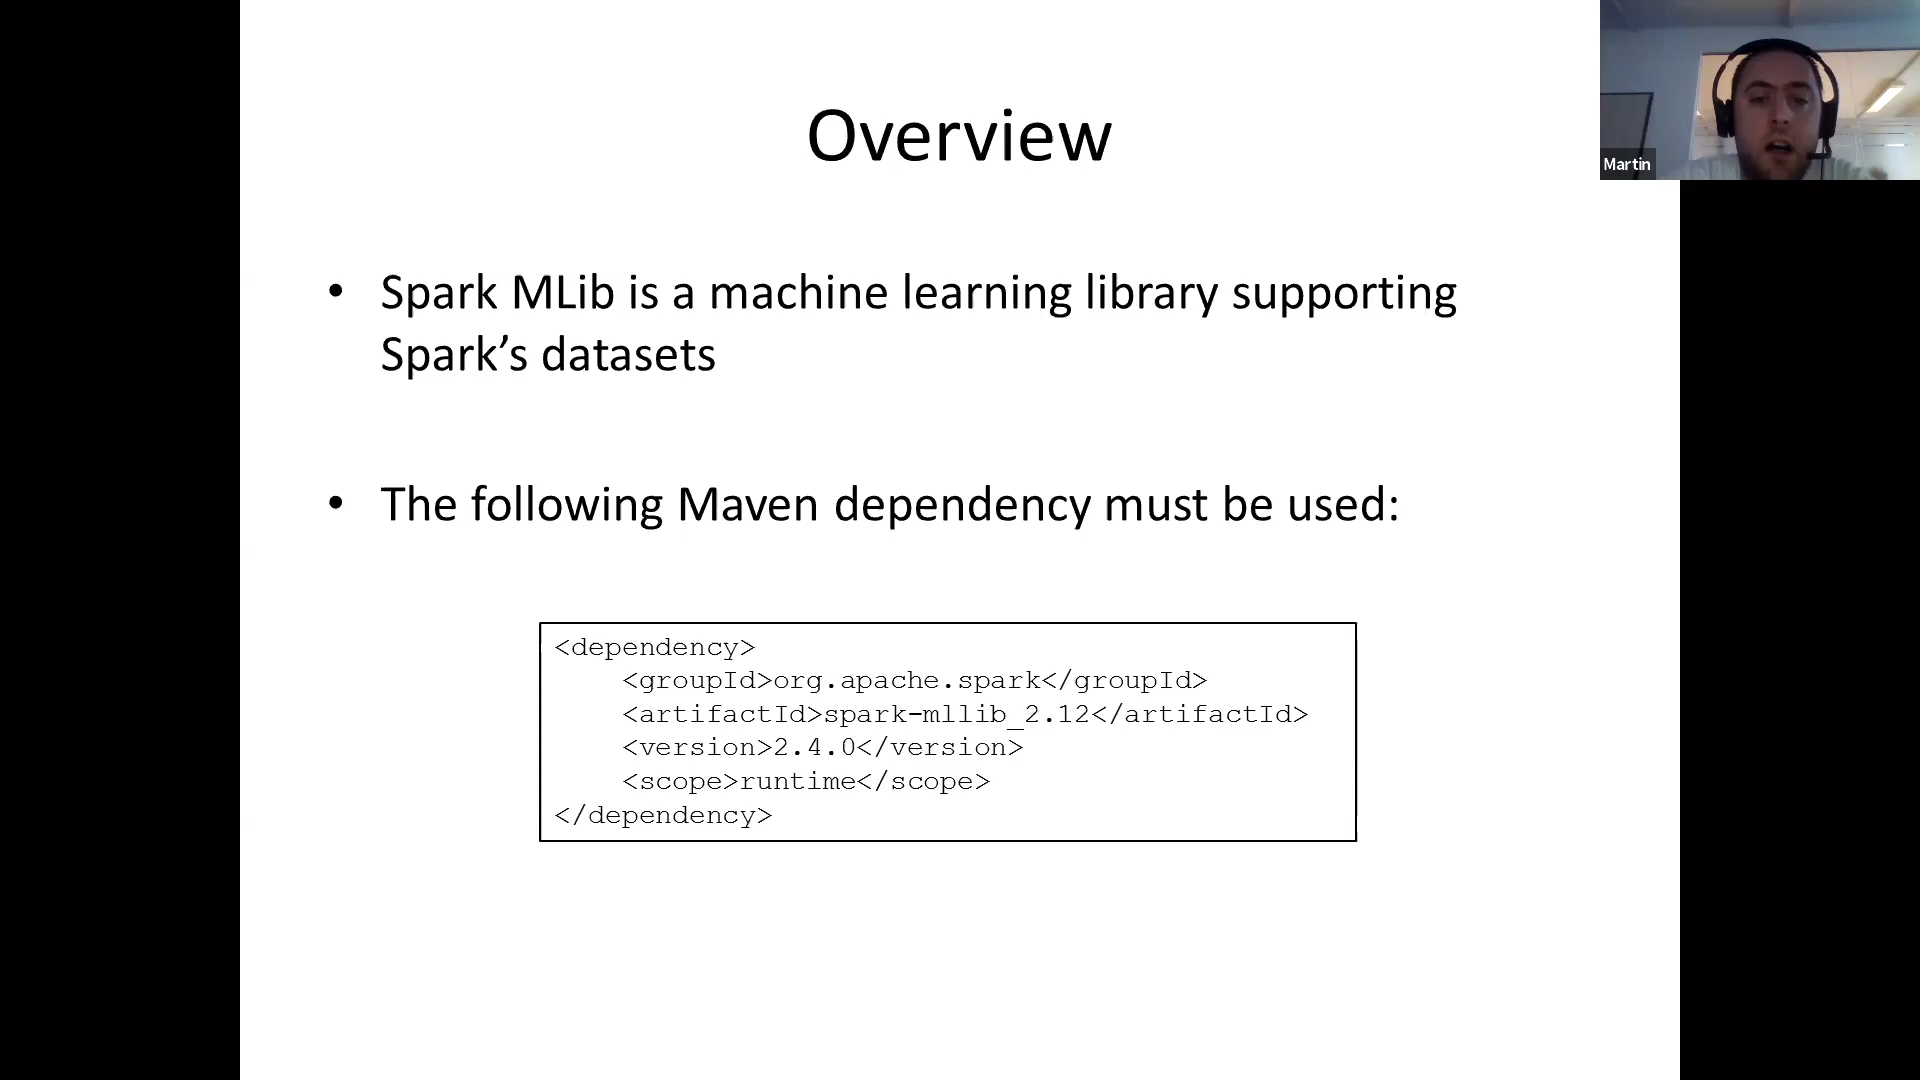 Overview
Martin
• Spark MLib is a machine learning library supporting
Spark’s datasets
• The following Maven dependency must be used:
<dependency>
    <groupId>org.apache.spark</groupId>
    <artifactId>spark-mllib_2.12</artifactId>
    <version>2.4.0</version>
    <scope>runtime</scope>
</dependency>